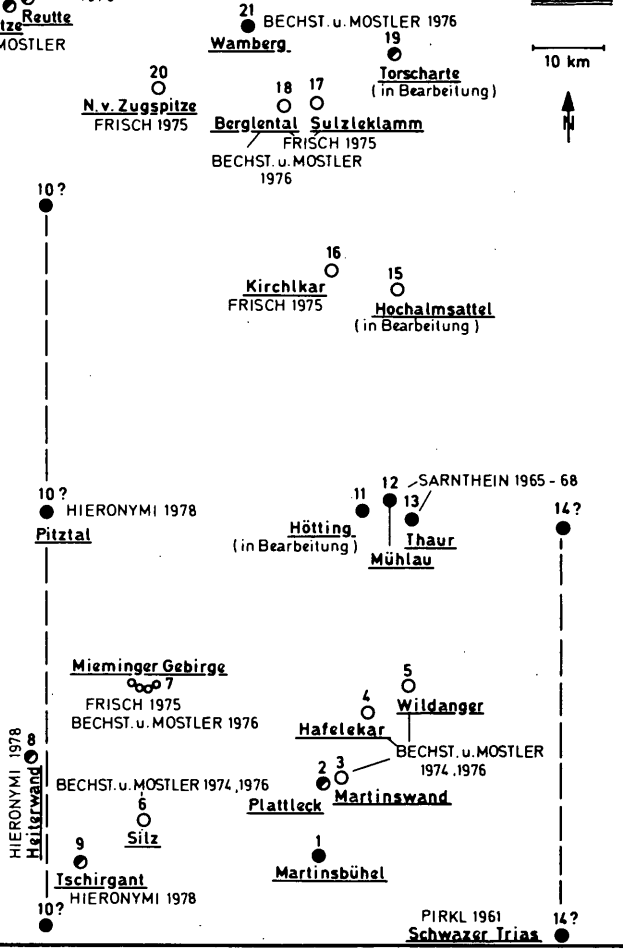 Reutte
tze
MOSTLER
21
BECHST. u. MOSTLER 1976
Wamberg
19
Torscharte
(in Bearbeitung)
10 km
N
20
N. v. Zugspitze
FRISCH 1975
18
17
Berglental
Sulzleklamm
FRISCH 1975
BECHST. u. MOSTLER
1976
10?
16
Kirchlkar
FRISCH 1975
15
Hochalmsattel
(in Bearbeitung)
10?
HIERONYMI 1978
Pitztal
11
Hötting
(in Bearbeitung)
12
SARNTHEIN 1965 - 68
13
Thaur
Mühlau
14?
Mieminger Gebirge
7
FRISCH 1975
BECHST. u. MOSTLER 1976
5
Wildanger
4
Hafelekar
BECHST. u. MOSTLER
1974, 1976
HIERONYMI 1978
8
Heiterwand
BECHST. u. MOSTLER 1974, 1976
6
Silz
2
3
Plattleck
Martinswand
9
Tschirgant
HIERONYMI 1978
1
Martinsbühel
10?
PIRKL 1961
Schwazer Trias
14?